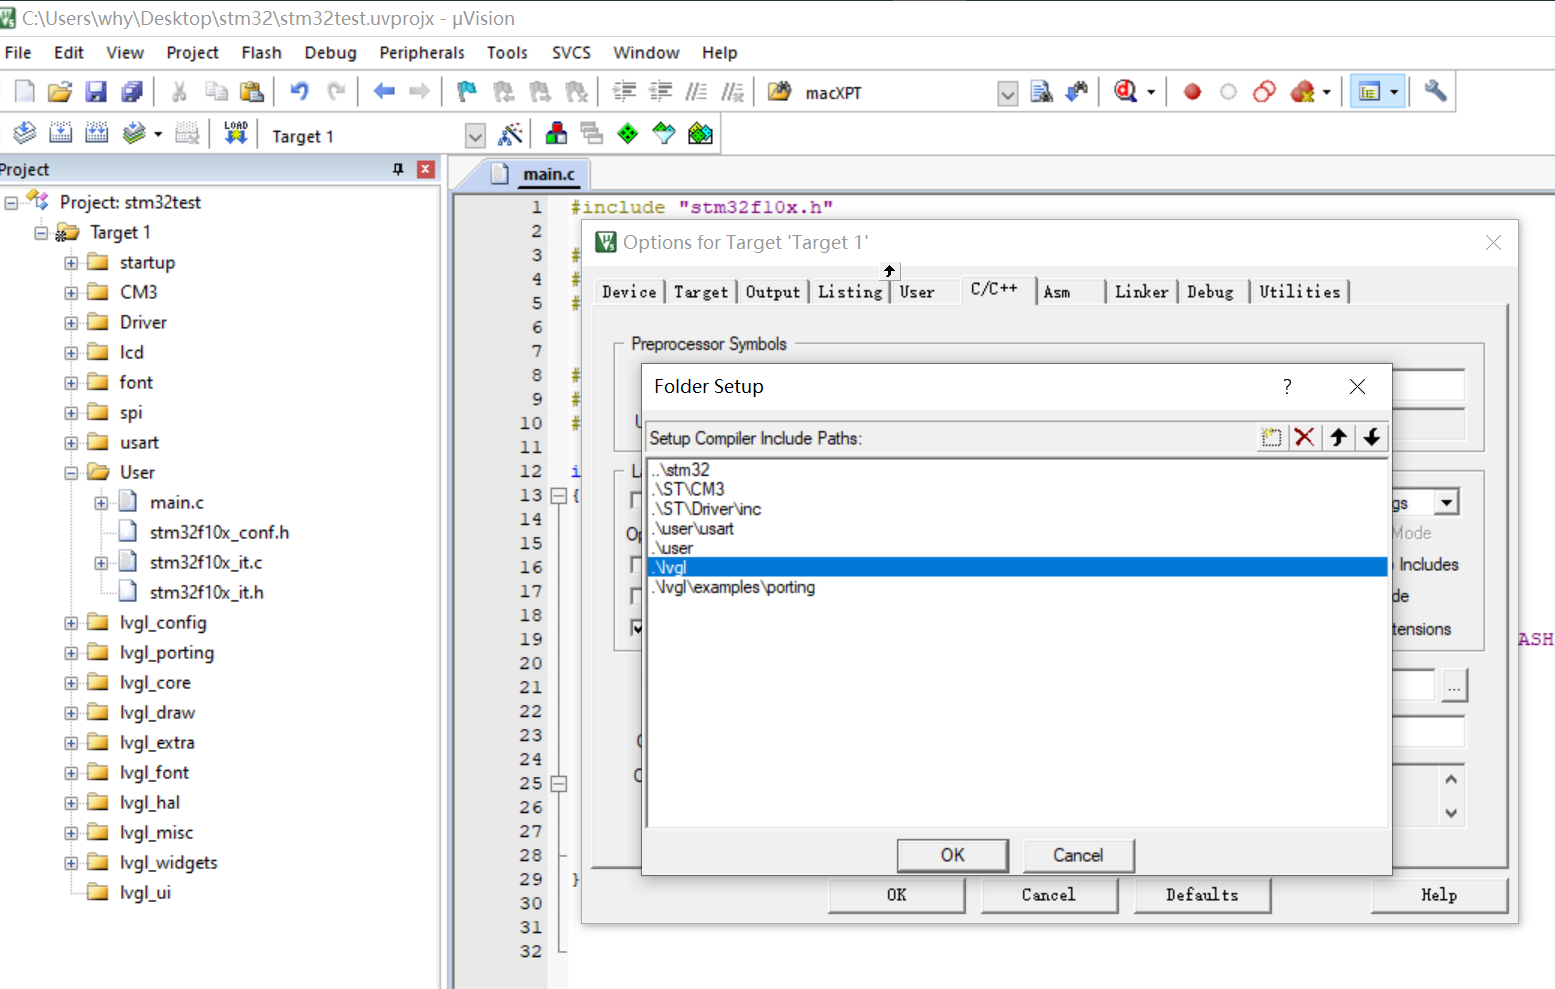 C:\Users\why\Desktop\stm32\stm32test.uvprojx - µVision
File Edit View Project Flash Debug Peripherals Tools SVCS Window Help
macXPT
LOAD
Target 1
Project
main.c
Project: stm32test
Target 1
startup
CM3
Driver
lcd
font
spi
usart
User
main.c
stm32f10x_conf.h
stm32f10x_it.c
stm32f10x_it.h
lvgl_config
lvgl_porting
lvgl_core
lvgl_draw
lvgl_extra
lvgl_font
lvgl_hal
lvgl_misc
lvgl_widgets
lvgl_ui
1 #include "stm32f10x.h"
2
3 #
4 #
5 #
6
7
8 #
9 #
10 #
11
12 i
13 {
14
15
16
17
18
19 ASH
20
21
22
23
24
25
26
27
28
29 }
30
31
32
Options for Target 'Target 1'
Device Target Output Listing User C/C++ Asm Linker Debug Utilities
Preprocessor Symbols
Folder Setup
?
Setup Compiler Include Paths:
..\stm32
.\ST\CM3
.\ST\Driver\inc
.\user\usart
.\user
.\lvgl
.\lvgl\examples\porting
gs
Mode
Includes
de
tensions
...
OK Cancel
OK Cancel Defaults Help